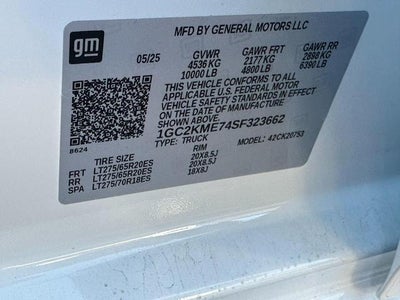 gm
MFD BY GENERAL MOTORS LLC
05/25 GVWR GAWR FRT GAWR RR
4536 KG 2177 KG 2898 KG
10000 LB 4800 LB 6390 LB
THIS VEHICLE CONFORMS TO ALL
APPLICABLE U.S. FEDERAL MOTOR
VEHICLE SAFETY STANDARDS IN EFFECT
ON THE DATE OF MANUFACTURE
SHOWN ABOVE.
1GC2KME74SF323662
8624 TYPE: TRUCK MODEL: 42CK20753
TIRE SIZE RIM
FRT LT275/65R20ES 20X8.5J
RR LT275/65R20ES 20X8.5J
SPA LT275/70R18ES 18X8J